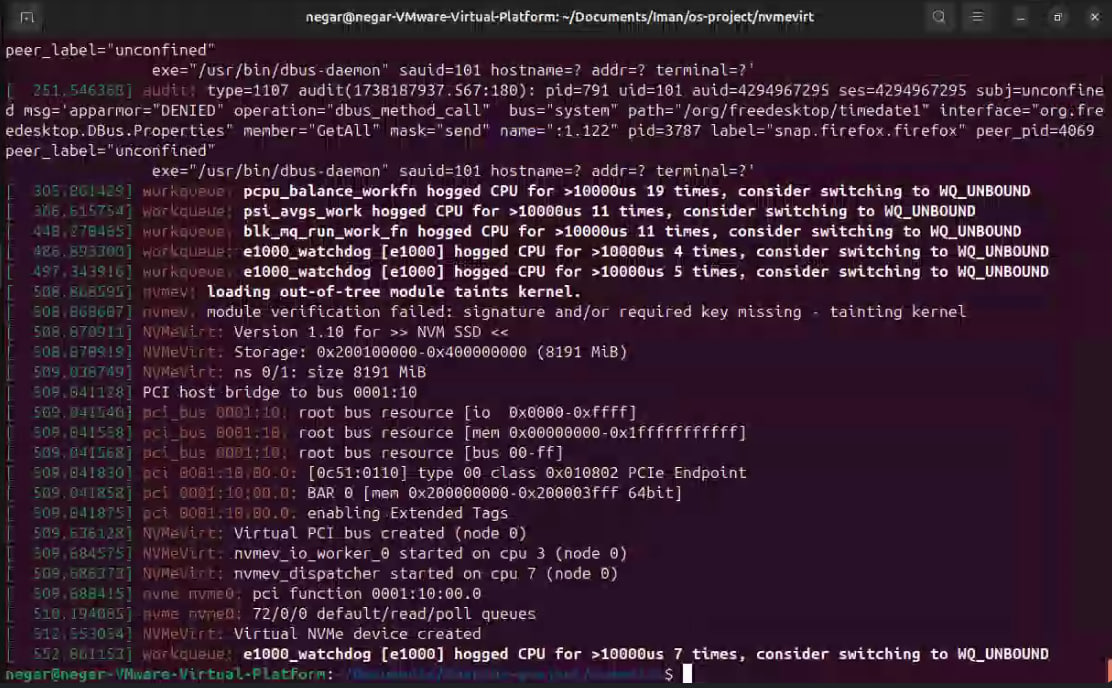 negar@negar-VMware-Virtual-Platform: ~/Documents/Iman/os-project/nvmevirt
peer_label="unconfined"
exe="/usr/bin/dbus-daemon" sauid=101 hostname=? addr=? terminal=?'
[  251.546368] audit: type=1107 audit(1738187937.567:180): pid=791 uid=101 auid=4294967295 ses=4294967295 subj=unconfine
d msg='apparmor="DENIED" operation="dbus_method_call"  bus="system" path="/org/freedesktop/timedate1" interface="org.fre
edesktop.DBus.Properties" member="GetAll" mask="send" name=":1.122" pid=3787 label="snap.firefox.firefox" peer_pid=4069
peer_label="unconfined"
exe="/usr/bin/dbus-daemon" sauid=101 hostname=? addr=? terminal=?'
[  305.861429] workqueue: pcpu_balance_workfn hogged CPU for >10000us 19 times, consider switching to WQ_UNBOUND
[  306.615754] workqueue: psi_avgs_work hogged CPU for >10000us 11 times, consider switching to WQ_UNBOUND
[  448.278465] workqueue: blk_mq_run_work_fn hogged CPU for >10000us 11 times, consider switching to WQ_UNBOUND
[  486.893300] workqueue: e1000_watchdog [e1000] hogged CPU for >10000us 4 times, consider switching to WQ_UNBOUND
[  497.343916] workqueue: e1000_watchdog [e1000] hogged CPU for >10000us 5 times, consider switching to WQ_UNBOUND
[  508.868595] nvmev: loading out-of-tree module taints kernel.
[  508.868607] nvmev: module verification failed: signature and/or required key missing - tainting kernel
[  508.870911] NVMeVirt: Version 1.10 for >> NVM SSD <<
[  508.870919] NVMeVirt: Storage: 0x200100000-0x400000000 (8191 MiB)
[  509.038749] NVMeVirt: ns 0/1: size 8191 MiB
[  509.041128] PCI host bridge to bus 0001:10
[  509.041540] pci_bus 0001:10: root bus resource [io  0x0000-0xffff]
[  509.041558] pci_bus 0001:10: root bus resource [mem 0x00000000-0x1fffffffffff]
[  509.041568] pci_bus 0001:10: root bus resource [bus 00-ff]
[  509.041830] pci 0001:10:00.0: [0c51:0110] type 00 class 0x010802 PCIe Endpoint
[  509.041858] pci 0001:10:00.0: BAR 0 [mem 0x200000000-0x200003fff 64bit]
[  509.041875] pci 0001:10:00.0: enabling Extended Tags
[  509.636128] NVMeVirt: Virtual PCI bus created (node 0)
[  509.684575] NVMeVirt: nvmev_io_worker_0 started on cpu 3 (node 0)
[  509.686373] NVMeVirt: nvmev_dispatcher started on cpu 7 (node 0)
[  509.688415] nvme nvme0: pci function 0001:10:00.0
[  510.194085] nvme nvme0: 72/0/0 default/read/poll queues
[  512.553054] NVMeVirt: Virtual NVMe device created
[  552.861153] workqueue: e1000_watchdog [e1000] hogged CPU for >10000us 7 times, consider switching to WQ_UNBOUND
negar@negar-VMware-Virtual-Platform:~/Documents/Iman/os-project/nvmevirt$